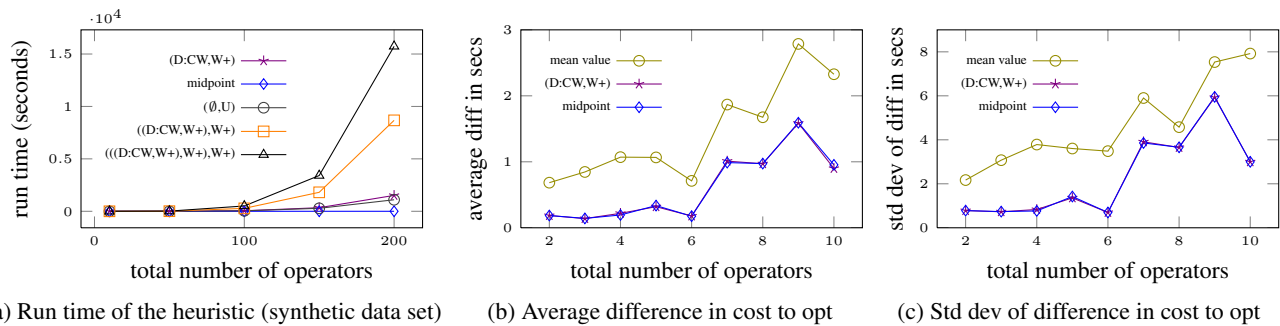 ·10⁴
1.5
1
0.5
0
0
100
200
run time (seconds)
total number of operators
(D:CW,W+)
midpoint
(∅,U)
((D:CW,W+),W+)
(((D:CW,W+),W+),W+)
a) Run time of the heuristic (synthetic data set)
3
2
1
0
2
4
6
8
10
average diff in secs
total number of operators
mean value
(D:CW,W+)
midpoint
(b) Average difference in cost to opt
8
6
4
2
0
2
4
6
8
10
std dev of diff in secs
total number of operators
mean value
(D:CW,W+)
midpoint
(c) Std dev of difference in cost to opt